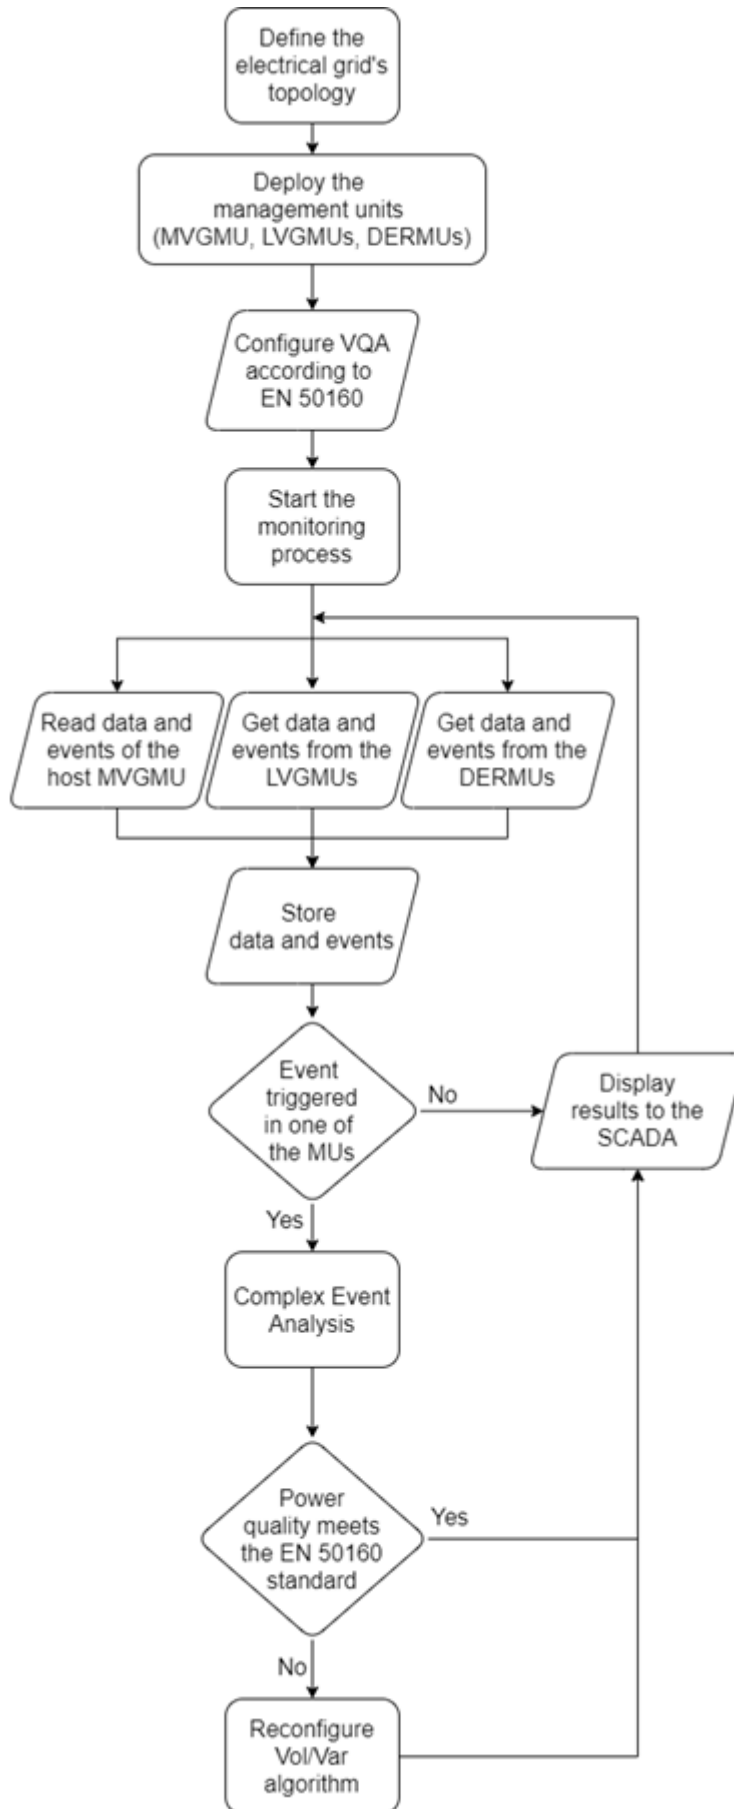 Define the
electrical grid's
topology
Deploy the
management units
(MVGMU, LVGMUs, DERMUs)
Configure VQA
according to
EN 50160
Start the
monitoring
process
Read data and
events of the
host MVGMU
Get data and
events from the
LVGMUs
Get data and
events from the
DERMUs
Store
data and events
Event
triggered
in one of
the MUs
No
Display
results to the
SCADA
Yes
Complex Event
Analysis
Power
quality meets
the EN 50160
standard
Yes
No
Reconfigure
Vol/Var
algorithm